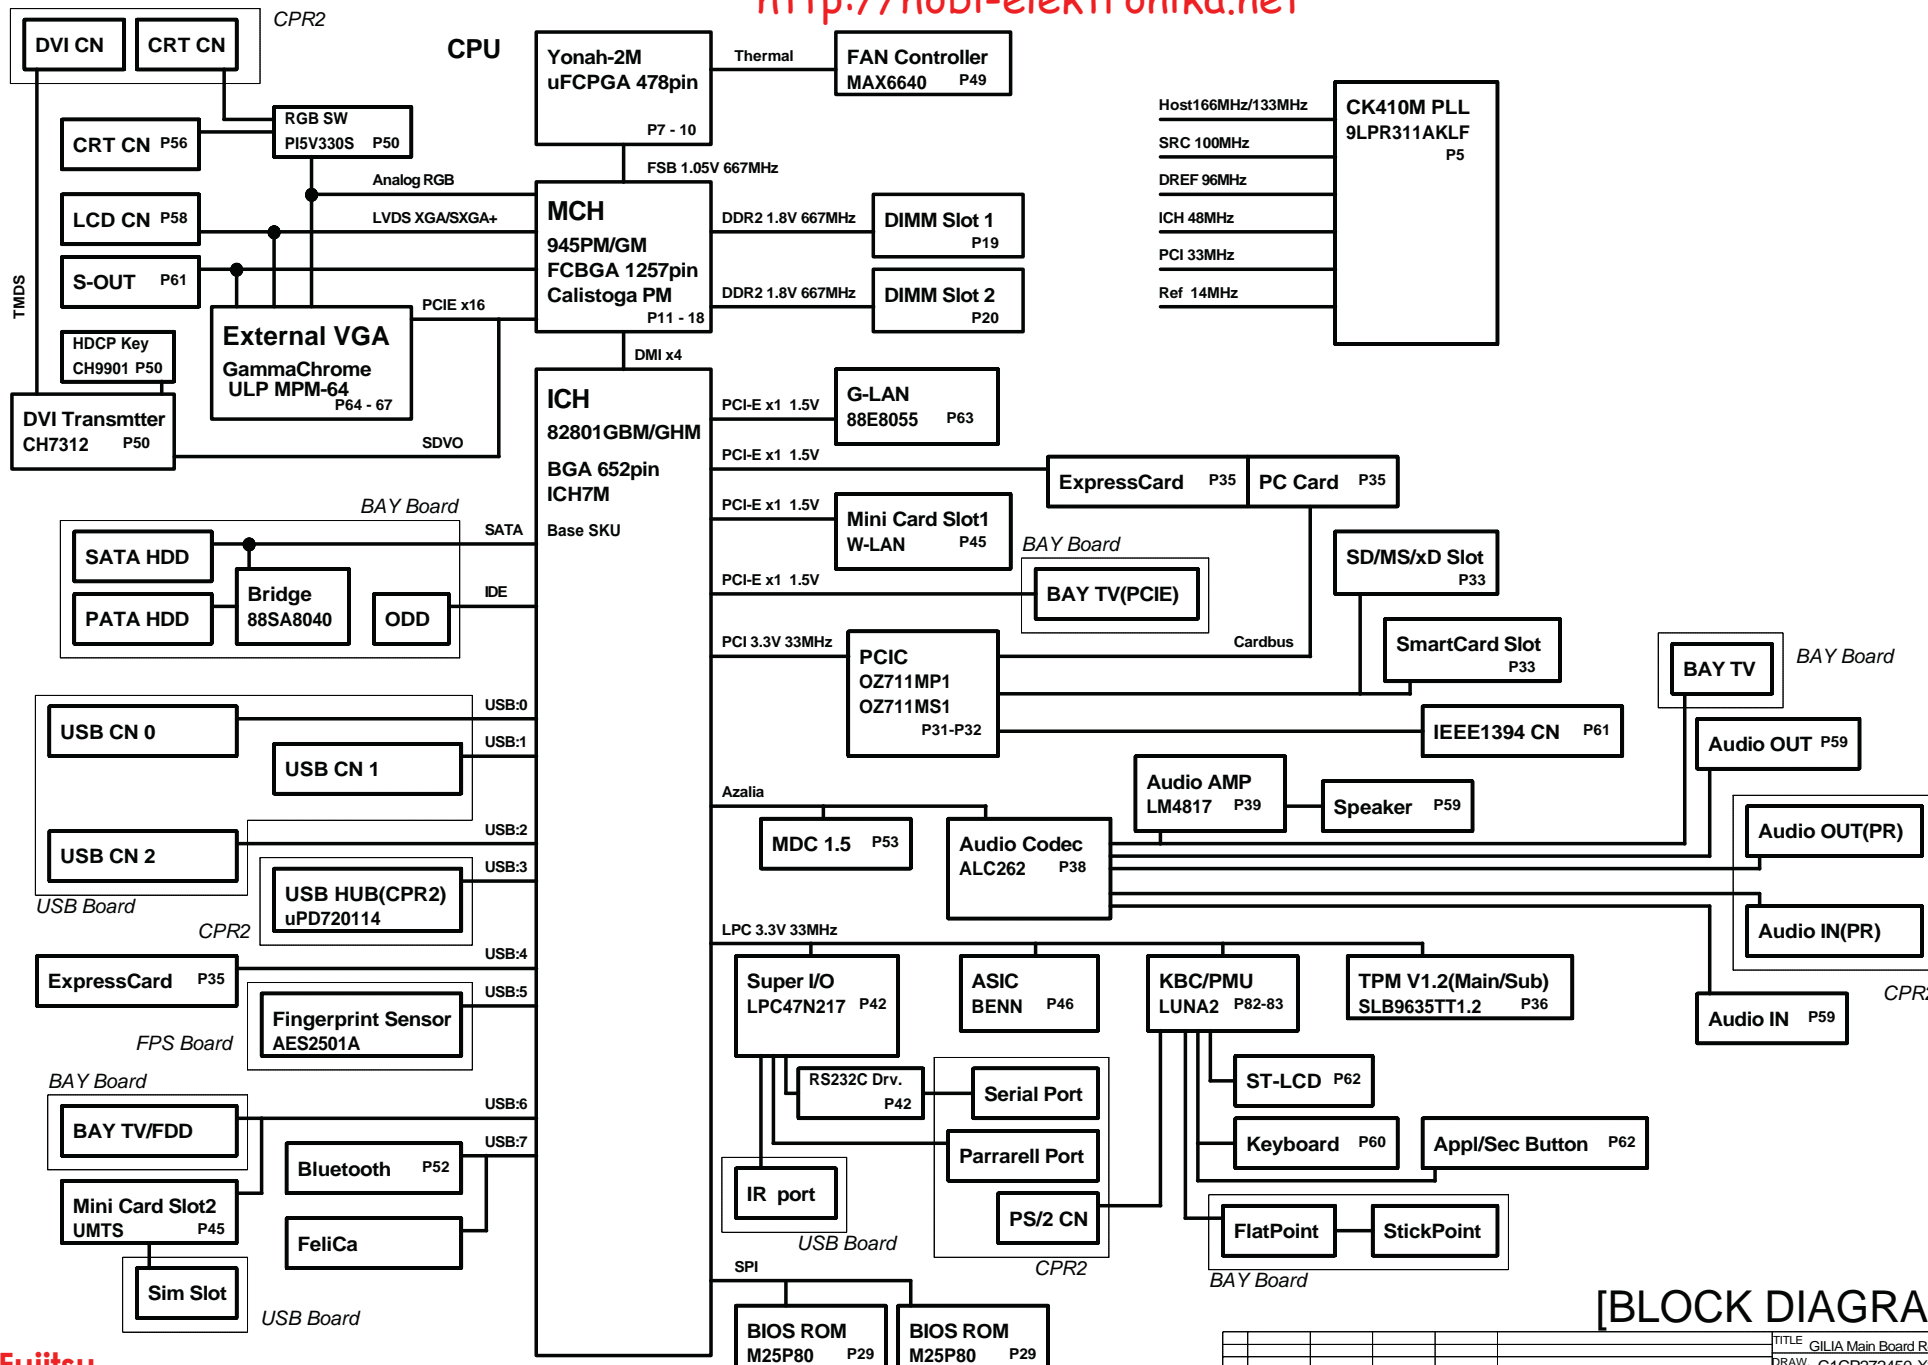 http://hobi-elektronika.net
CPR2
DVI CN
CRT CN
CPU
Yonah-2M
uFCPGA 478pin
P7 - 10
Thermal
FAN Controller
MAX6640 P49
Host166MHz/133MHz
SRC 100MHz
DREF 96MHz
ICH 48MHz
PCI 33MHz
Ref 14MHz
CK410M PLL
9LPR311AKLF
P5
RGB SW
PI5V330S P50
CRT CN P56
FSB 1.05V 667MHz
Analog RGB
LVDS XGA/SXGA+
LCD CN P58
S-OUT P61
TMDS
MCH
945PM/GM
FCBGA 1257pin
Calistoga PM
P11 - 18
DDR2 1.8V 667MHz
DIMM Slot 1
P19
DDR2 1.8V 667MHz
DIMM Slot 2
P20
PCIE x16
External VGA
GammaChrome
ULP MPM-64
P64 - 67
HDCP Key
CH9901 P50
DVI Transmtter
CH7312 P50
SDVO
DMI x4
ICH
82801GBM/GHM
BGA 652pin
ICH7M
Base SKU
PCI-E x1 1.5V
G-LAN
88E8055 P63
PCI-E x1 1.5V
ExpressCard P35
PC Card P35
PCI-E x1 1.5V
Mini Card Slot1
W-LAN P45
BAY Board
PCI-E x1 1.5V
BAY TV(PCIE)
SD/MS/xD Slot
P33
BAY Board
SATA
SATA HDD
PATA HDD
Bridge
88SA8040
ODD
IDE
PCI 3.3V 33MHz
PCIC
OZ711MP1
OZ711MS1
P31-P32
Cardbus
SmartCard Slot
P33
BAY TV
BAY Board
IEEE1394 CN P61
Audio OUT P59
USB:0
USB CN 0
USB:1
USB CN 1
USB:2
USB CN 2
USB Board
USB:3
USB HUB(CPR2)
uPD720114
CPR2
Azalia
MDC 1.5 P53
Audio AMP
LM4817 P39
Speaker P59
Audio Codec
ALC262 P38
Audio OUT(PR)
Audio IN(PR)
Audio IN P59
USB:4
ExpressCard P35
USB:5
Fingerprint Sensor
AES2501A
FPS Board
LPC 3.3V 33MHz
Super I/O
LPC47N217 P42
ASIC
BENN P46
KBC/PMU
LUNA2 P82-83
TPM V1.2(Main/Sub)
SLB9635TT1.2 P36
BAY Board
USB:6
BAY TV/FDD
USB:7
Bluetooth P52
Mini Card Slot2
UMTS P45
FeliCa
Sim Slot
USB Board
RS232C Drv.
P42
Serial Port
Pararrell Port
IR port
USB Board
PS/2 CN
CPR2
ST-LCD P62
Keyboard P60
Appl/Sec Button P62
FlatPoint
StickPoint
BAY Board
SPI
BIOS ROM
M25P80 P29
BIOS ROM
M25P80 P29
[BLOCK DIAGRA
TITLE GILIA Main Board